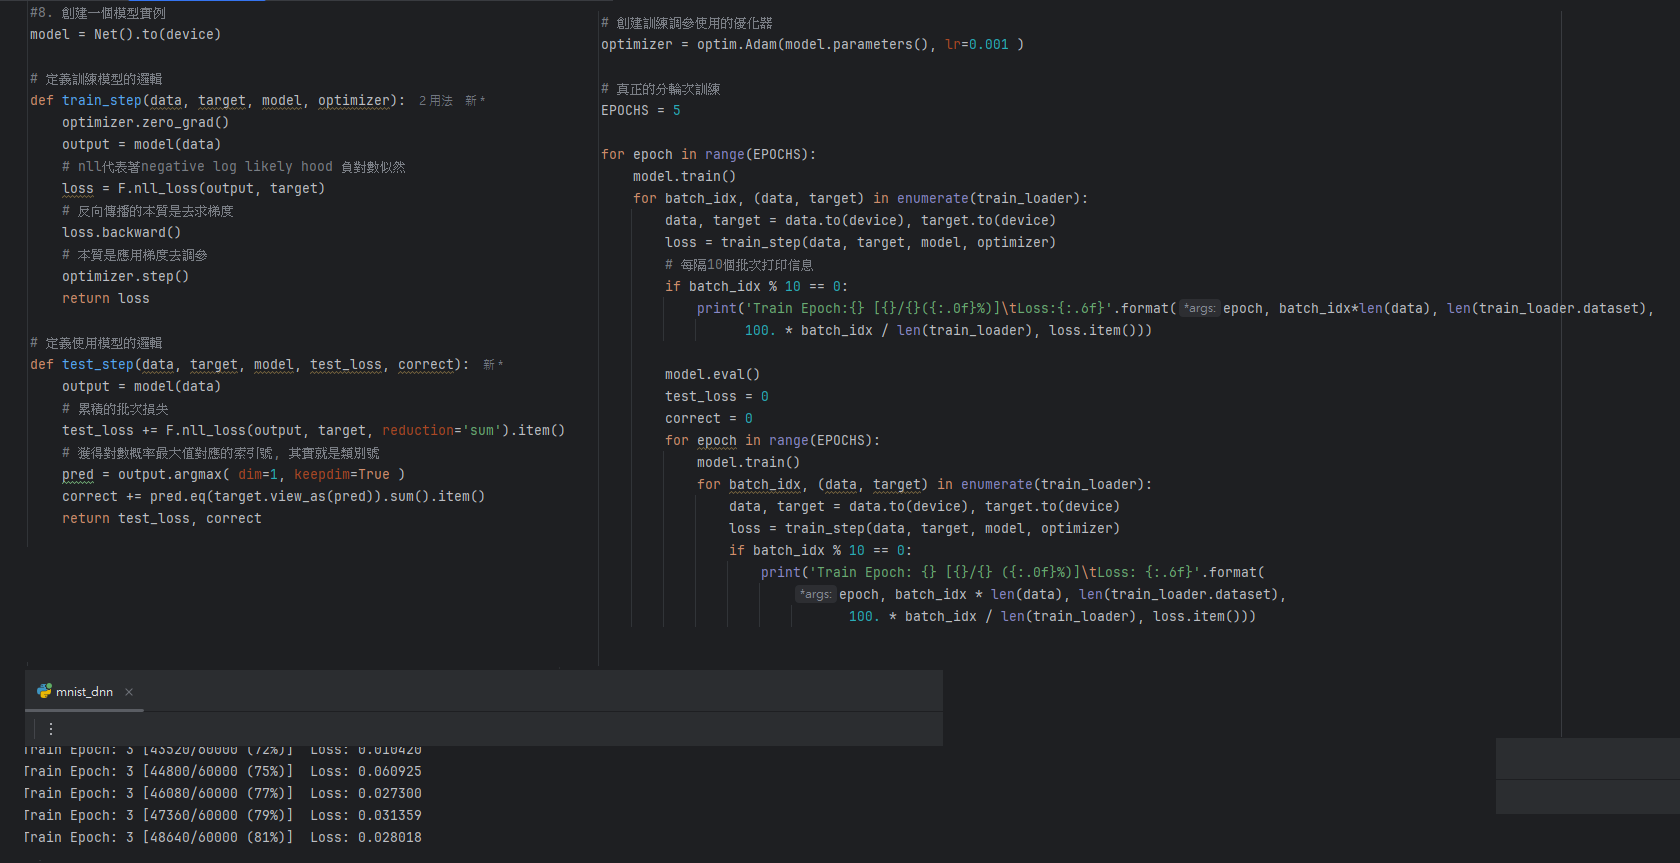 #8. 創建一個模型實例
model = Net().to(device)
# 定義訓練模型的邏輯
def train_step(data, target, model, optimizer): 2 用法 新 *
optimizer.zero_grad()
output = model(data)
# nll代表著negative log likely hood 負對數似然
loss = F.nll_loss(output, target)
# 反向傳播的本質是去求梯度
loss.backward()
# 本質是應用梯度去調參
optimizer.step()
return loss
# 定義使用模型的邏輯
def test_step(data, target, model, test_loss, correct): 新 *
output = model(data)
# 累積的批次損失
test_loss += F.nll_loss(output, target, reduction='sum').item()
# 獲得對數概率最大值對應的索引號, 其實就是類別號
pred = output.argmax( dim=1, keepdim=True )
correct += pred.eq(target.view_as(pred)).sum().item()
return test_loss, correct
# 創建訓練調參使用的優化器
optimizer = optim.Adam(model.parameters(), lr=0.001 )
# 真正的分輪次訓練
EPOCHS = 5
for epoch in range(EPOCHS):
model.train()
for batch_idx, (data, target) in enumerate(train_loader):
data, target = data.to(device), target.to(device)
loss = train_step(data, target, model, optimizer)
# 每隔10個批次打印信息
if batch_idx % 10 == 0:
print('Train Epoch:{} [{}/{}({:.0f}%)]\tLoss:{:.6f}'.format( *args: epoch, batch_idx*len(data), len(train_loader.dataset),
100. * batch_idx / len(train_loader), loss.item()))
model.eval()
test_loss = 0
correct = 0
for epoch in range(EPOCHS):
model.train()
for batch_idx, (data, target) in enumerate(train_loader):
data, target = data.to(device), target.to(device)
loss = train_step(data, target, model, optimizer)
if batch_idx % 10 == 0:
print('Train Epoch: {} [{}/{} ({:.0f}%)]\tLoss: {:.6f}'.format(
*args: epoch, batch_idx * len(data), len(train_loader.dataset),
100. * batch_idx / len(train_loader), loss.item()))
mnist_dnn
Train Epoch: 3 [43520/60000 (72%)] Loss: 0.010420
Train Epoch: 3 [44800/60000 (75%)] Loss: 0.060925
Train Epoch: 3 [46080/60000 (77%)] Loss: 0.027300
Train Epoch: 3 [47360/60000 (79%)] Loss: 0.031359
Train Epoch: 3 [48640/60000 (81%)] Loss: 0.028018